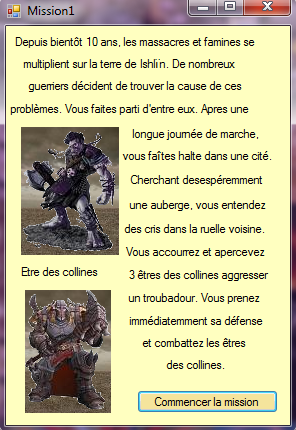 Mission1
Depuis bientôt 10 ans, les massacres et famines se
multiplient sur la terre de Ishlin. De nombreux
guerriers décident de trouver la cause de ces
problèmes. Vous faites parti d'entre eux. Apres une
longue journée de marche,
vous faîtes halte dans une cité.
Cherchant desespéremment
une auberge, vous entendez
des cris dans la ruelle voisine.
Vous accourrez et apercevez
3 êtres des collines aggresser
un troubadour. Vous prenez
immédiatemment sa défense
et combattez les êtres
des collines.
Etre des collines
Commencer la mission